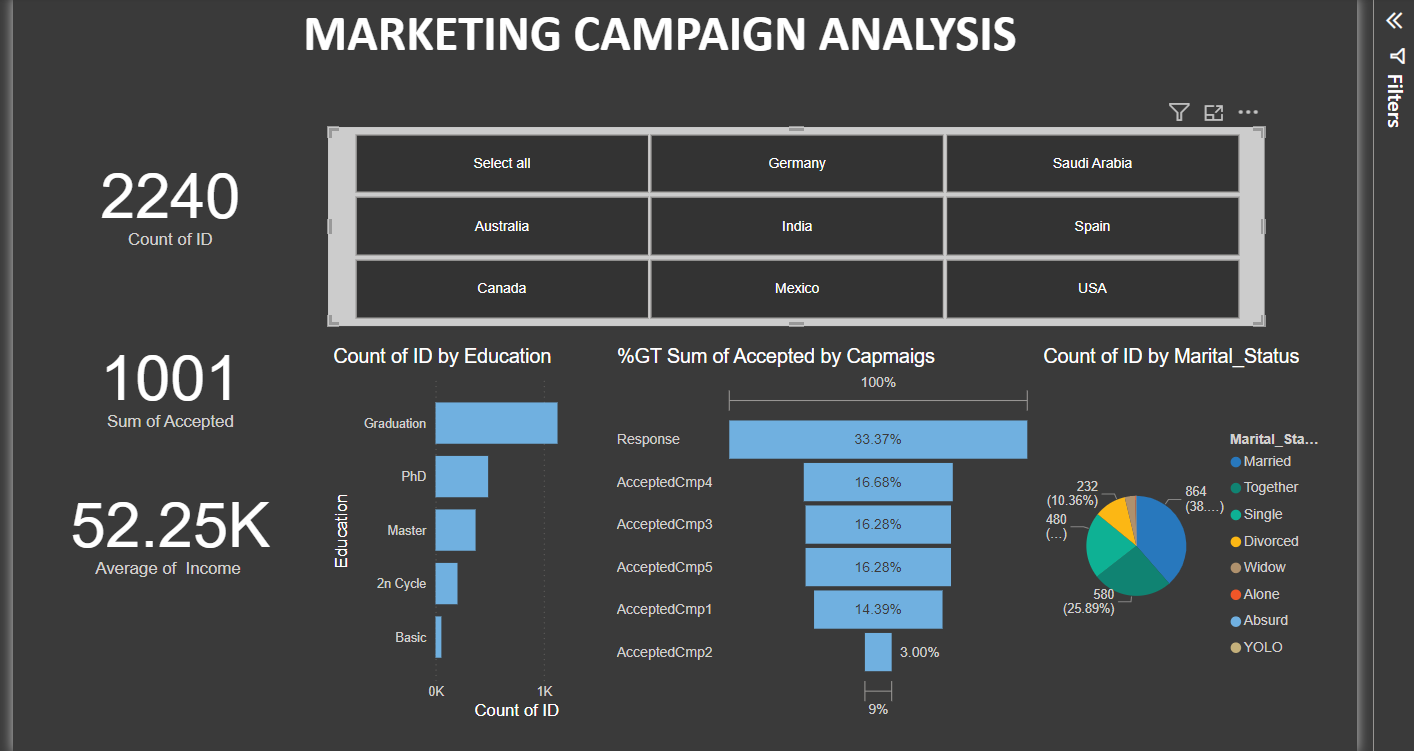 MARKETING CAMPAIGN ANALYSIS
Filters
2240
Count of ID
1001
Sum of Accepted
52.25K
Average of Income
Select all
Germany
Saudi Arabia
Australia
India
Spain
Canada
Mexico
USA
Count of ID by Education
Education
Graduation
PhD
Master
2n Cycle
Basic
0K
1K
Count of ID
%GT Sum of Accepted by Capmaigs
100%
Response
33.37%
AcceptedCmp4
16.68%
AcceptedCmp3
16.28%
AcceptedCmp5
16.28%
AcceptedCmp1
14.39%
AcceptedCmp2
3.00%
9%
Count of ID by Marital_Status
232
(10.36%)
864
(38....)
480
(...)
580
(25.89%)
Marital_Sta...
Married
Together
Single
Divorced
Widow
Alone
Absurd
YOLO